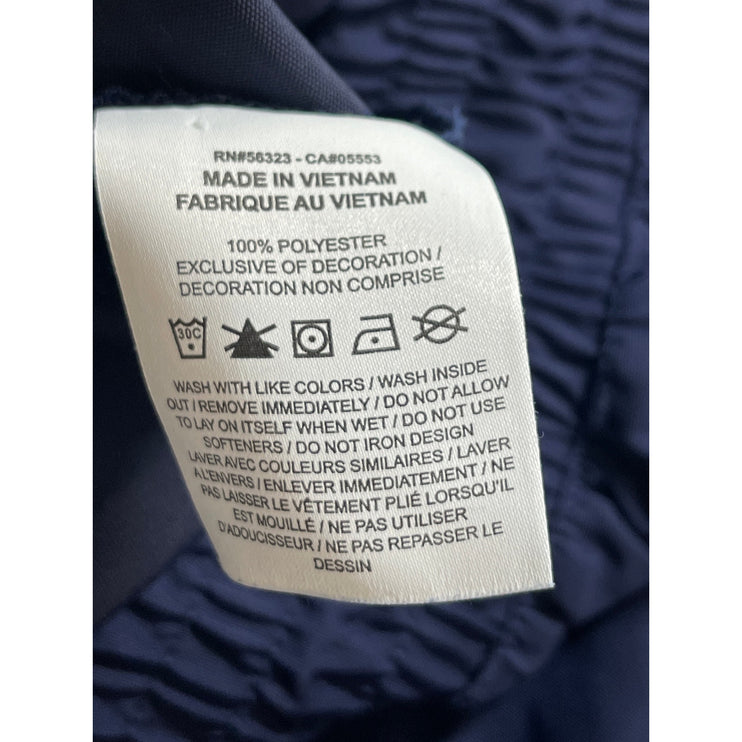 RN#56323 - CA#05553
MADE IN VIETNAM
FABRIQUE AU VIETNAM
100% POLYESTER
EXCLUSIVE OF DECORATION /
DECORATION NON COMPRISE
30C
WASH WITH LIKE COLORS / WASH INSIDE
OUT / REMOVE IMMEDIATELY / DO NOT ALLOW
TO LAY ON ITSELF WHEN WET / DO NOT USE
SOFTENERS / DO NOT IRON DESIGN
LAVER AVEC COULEURS SIMILAIRES / LAVER
A L'ENVERS / ENLEVER IMMEDIATEMENT / NE
PAS LAISSER LE VÊTEMENT PLIÉ LORSQU'IL
EST MOUILLÉ / NE PAS UTILISER
D'ADOUCISSEUR / NE PAS REPASSER LE
DESSIN